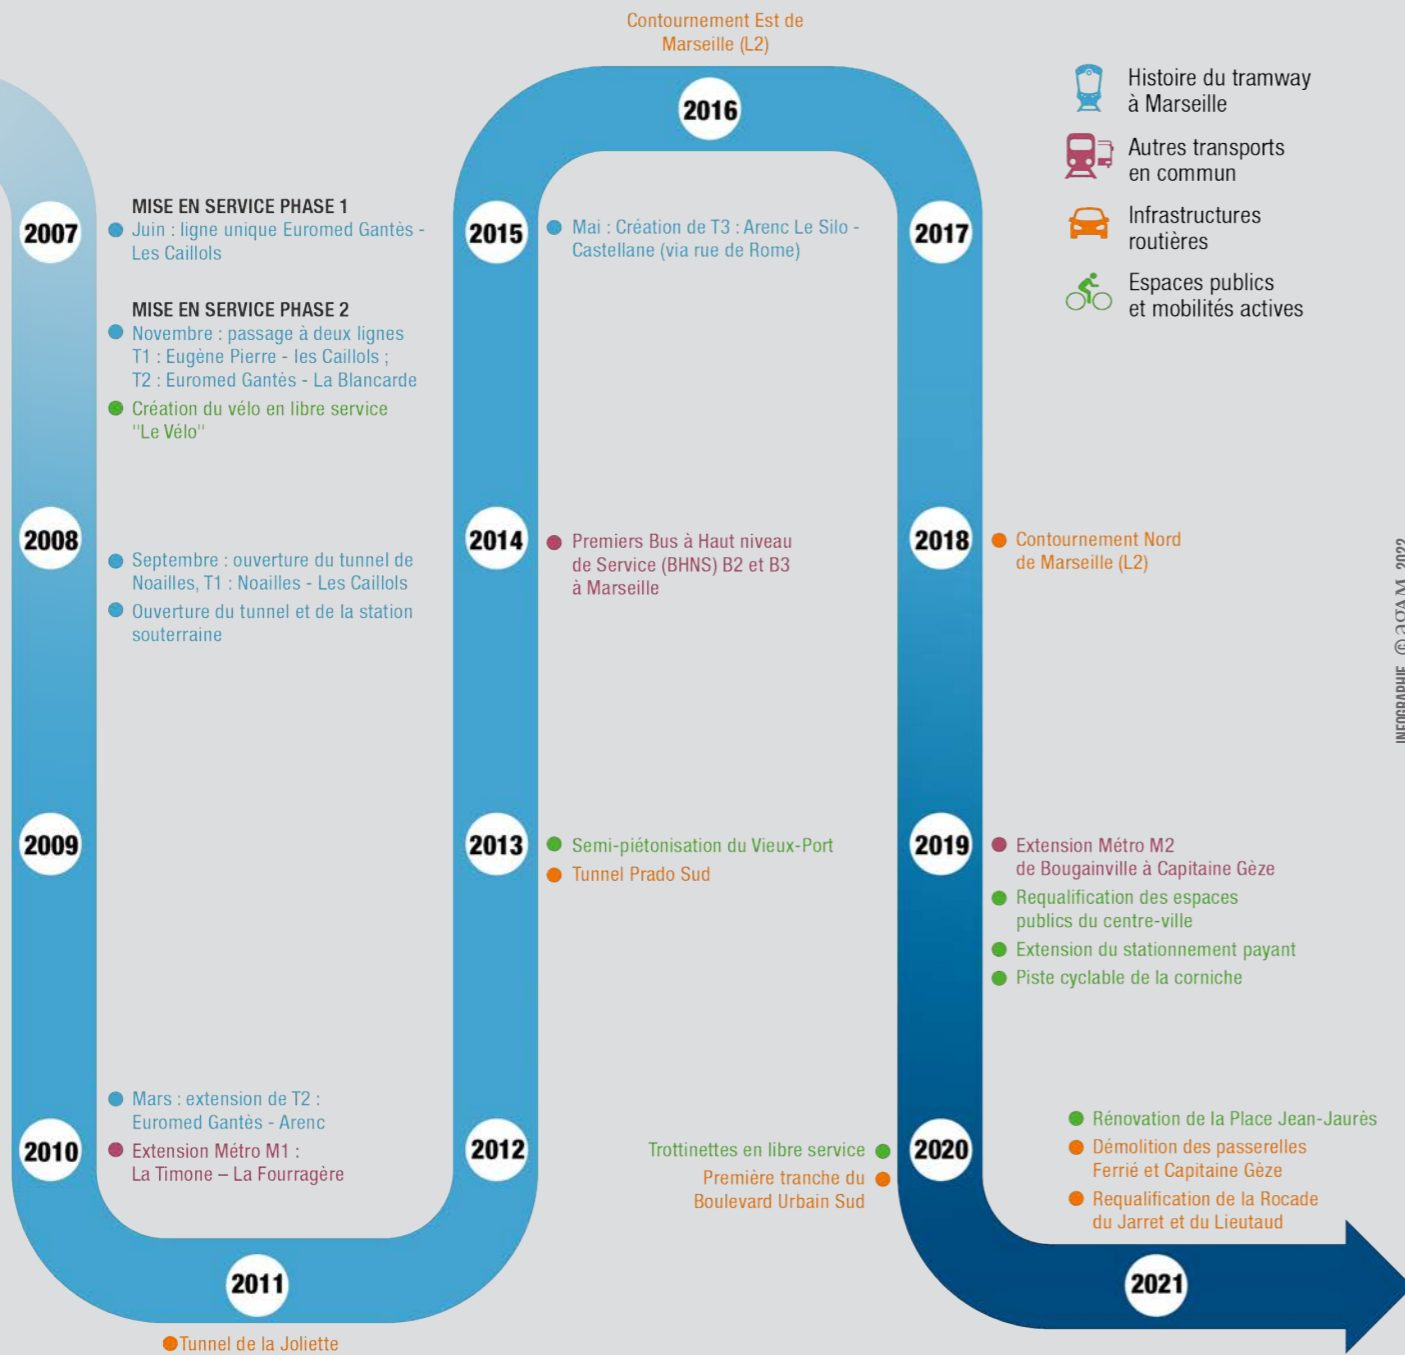 Contournement Est de
Marseille (L2)
2016
Histoire du tramway
à Marseille
Autres transports
en commun
Infrastructures
routières
Espaces publics
et mobilités actives
2007
MISE EN SERVICE PHASE 1
Juin : ligne unique Euromed Gantès -
Les Caillols
MISE EN SERVICE PHASE 2
Novembre : passage à deux lignes
T1 : Eugène Pierre - les Caillols ;
T2 : Euromed Gantès - La Blancarde
Création du vélo en libre service
"Le Vélo"
2008
Septembre : ouverture du tunnel de
Noailles, T1 : Noailles - Les Caillols
Ouverture du tunnel et de la station
souterraine
2009
2010
Mars : extension de T2 :
Euromed Gantès - Arenc
Extension Métro M1 :
La Timone – La Fourragère
2011
Tunnel de la Joliette
2012
2013
Semi-piétonisation du Vieux-Port
Tunnel Prado Sud
2014
Premiers Bus à Haut niveau
de Service (BHNS) B2 et B3
à Marseille
2015
Mai : Création de T3 : Arenc Le Silo -
Castellane (via rue de Rome)
2017
2018
Contournement Nord
de Marseille (L2)
2019
Extension Métro M2
de Bougainville à Capitaine Gèze
Requalification des espaces
publics du centre-ville
Extension du stationnement payant
Piste cyclable de la corniche
2020
Trottinettes en libre service
Première tranche du
Boulevard Urbain Sud
Rénovation de la Place Jean-Jaurès
Démolition des passerelles
Ferrié et Capitaine Gèze
Requalification de la Rocade
du Jarret et du Lieutaud
2021
INFOGRAPHIE ©agam 2022